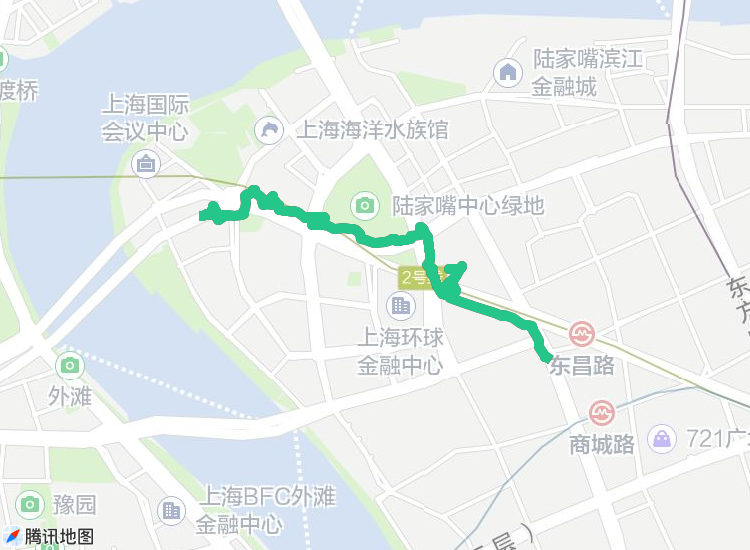 陆家嘴滨江
金融城
渡桥
上海国际
会议中心
上海海洋水族馆
陆家嘴中心绿地
2号
上海环球
金融中心
东昌路
外滩
商城路
721广
豫园
上海BFC外滩
金融中心
腾讯地图